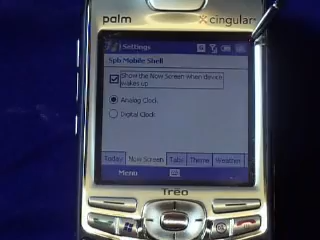 palm
cingular
Settings
Spb Mobile Shell
Show the Now Screen when device
wakes up
Analog Clock
Digital Clock
Today
Now Screen
Tabs
Theme
Weather
Menu
Treo